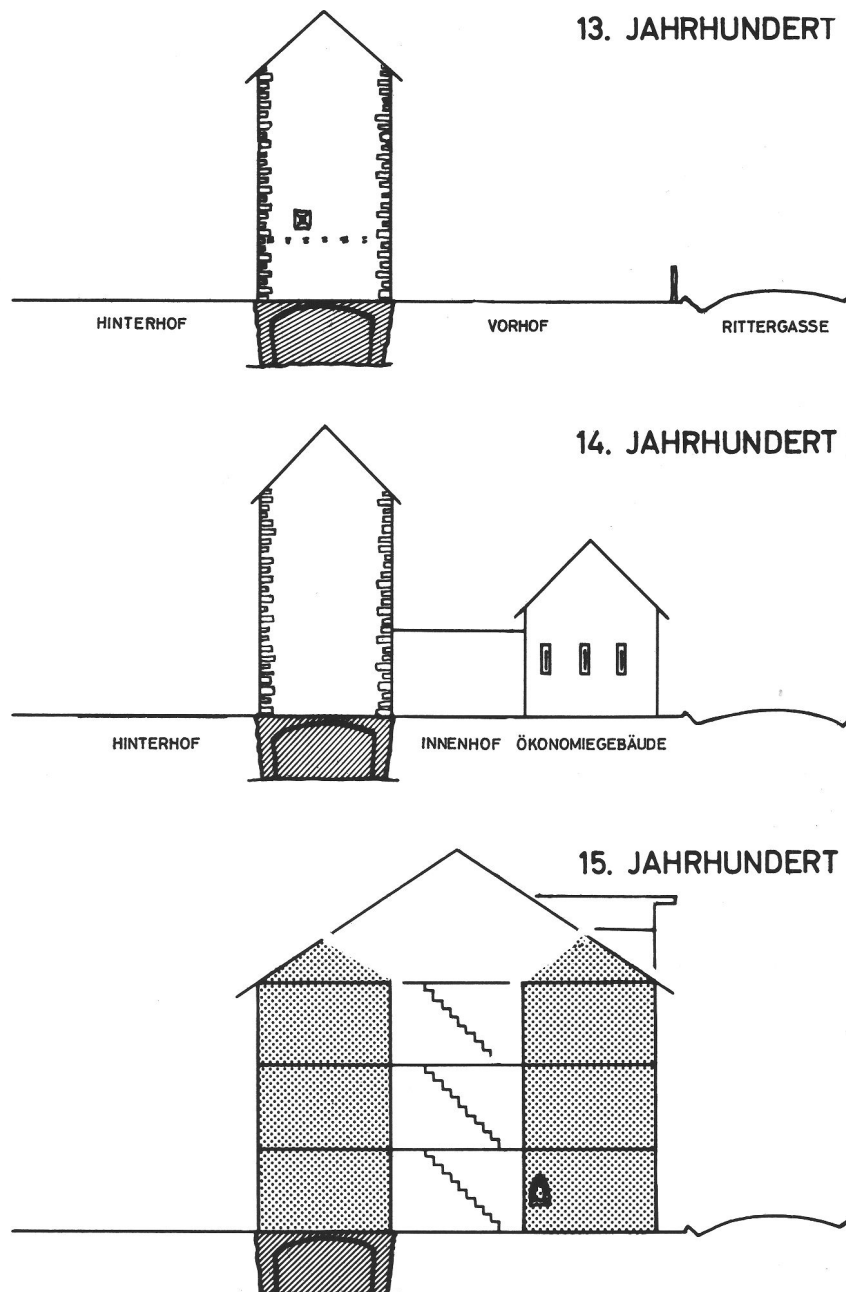 13. JAHRHUNDERT
HINTERHOF VORHOF RITTERGASSE
14. JAHRHUNDERT
HINTERHOF INNENHOF ÖKONOMIEGEBÄUDE
15. JAHRHUNDERT